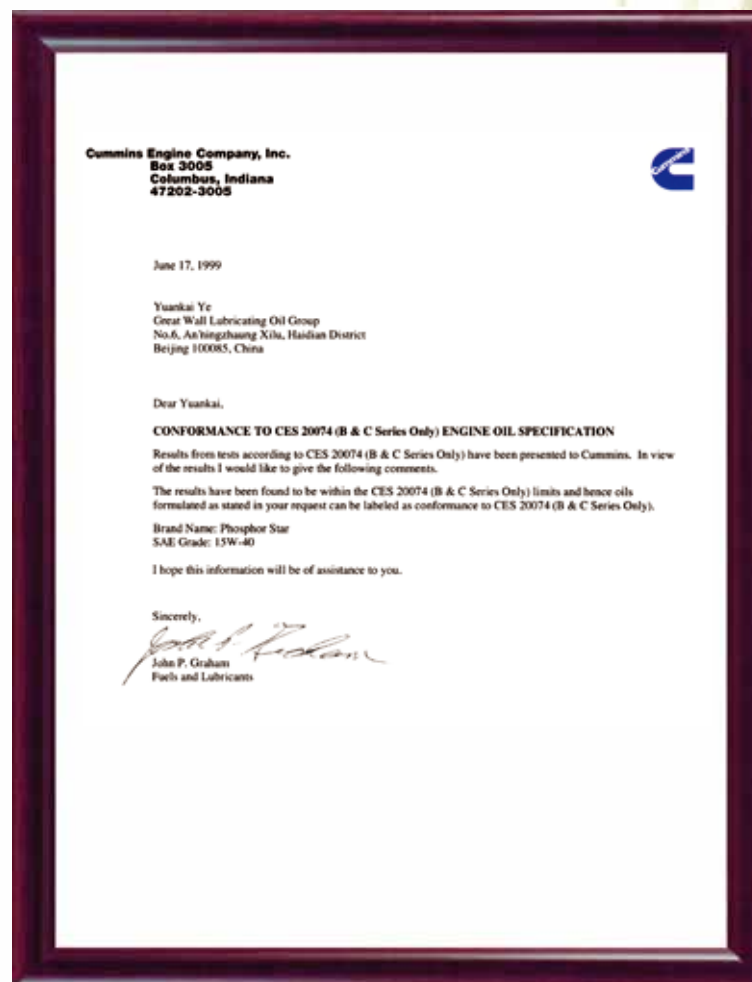 Cummins Engine Company, Inc.
Box 3005
Columbus, Indiana
47202-3005
Cummins
June 17, 1999
Yuankai Ye
Great Wall Lubricating Oil Group
No.6, An'ningzhaung Xilu, Haidian District
Beijing 100085, China
Dear Yuankai,
CONFORMANCE TO CES 20074 (B & C Series Only) ENGINE OIL SPECIFICATION
Results from tests according to CES 20074 (B & C Series Only) have been presented to Cummins. In view
of the results I would like to give the following comments.
The results have been found to be within the CES 20074 (B & C Series Only) limits and hence oils
formulated as stated in your request can be labeled as conformance to CES 20074 (B & C Series Only).
Brand Name: Phosphor Star
SAE Grade: 15W-40
I hope this information will be of assistance to you.
Sincerely,
John P. Graham
John P. Graham
Fuels and Lubricants